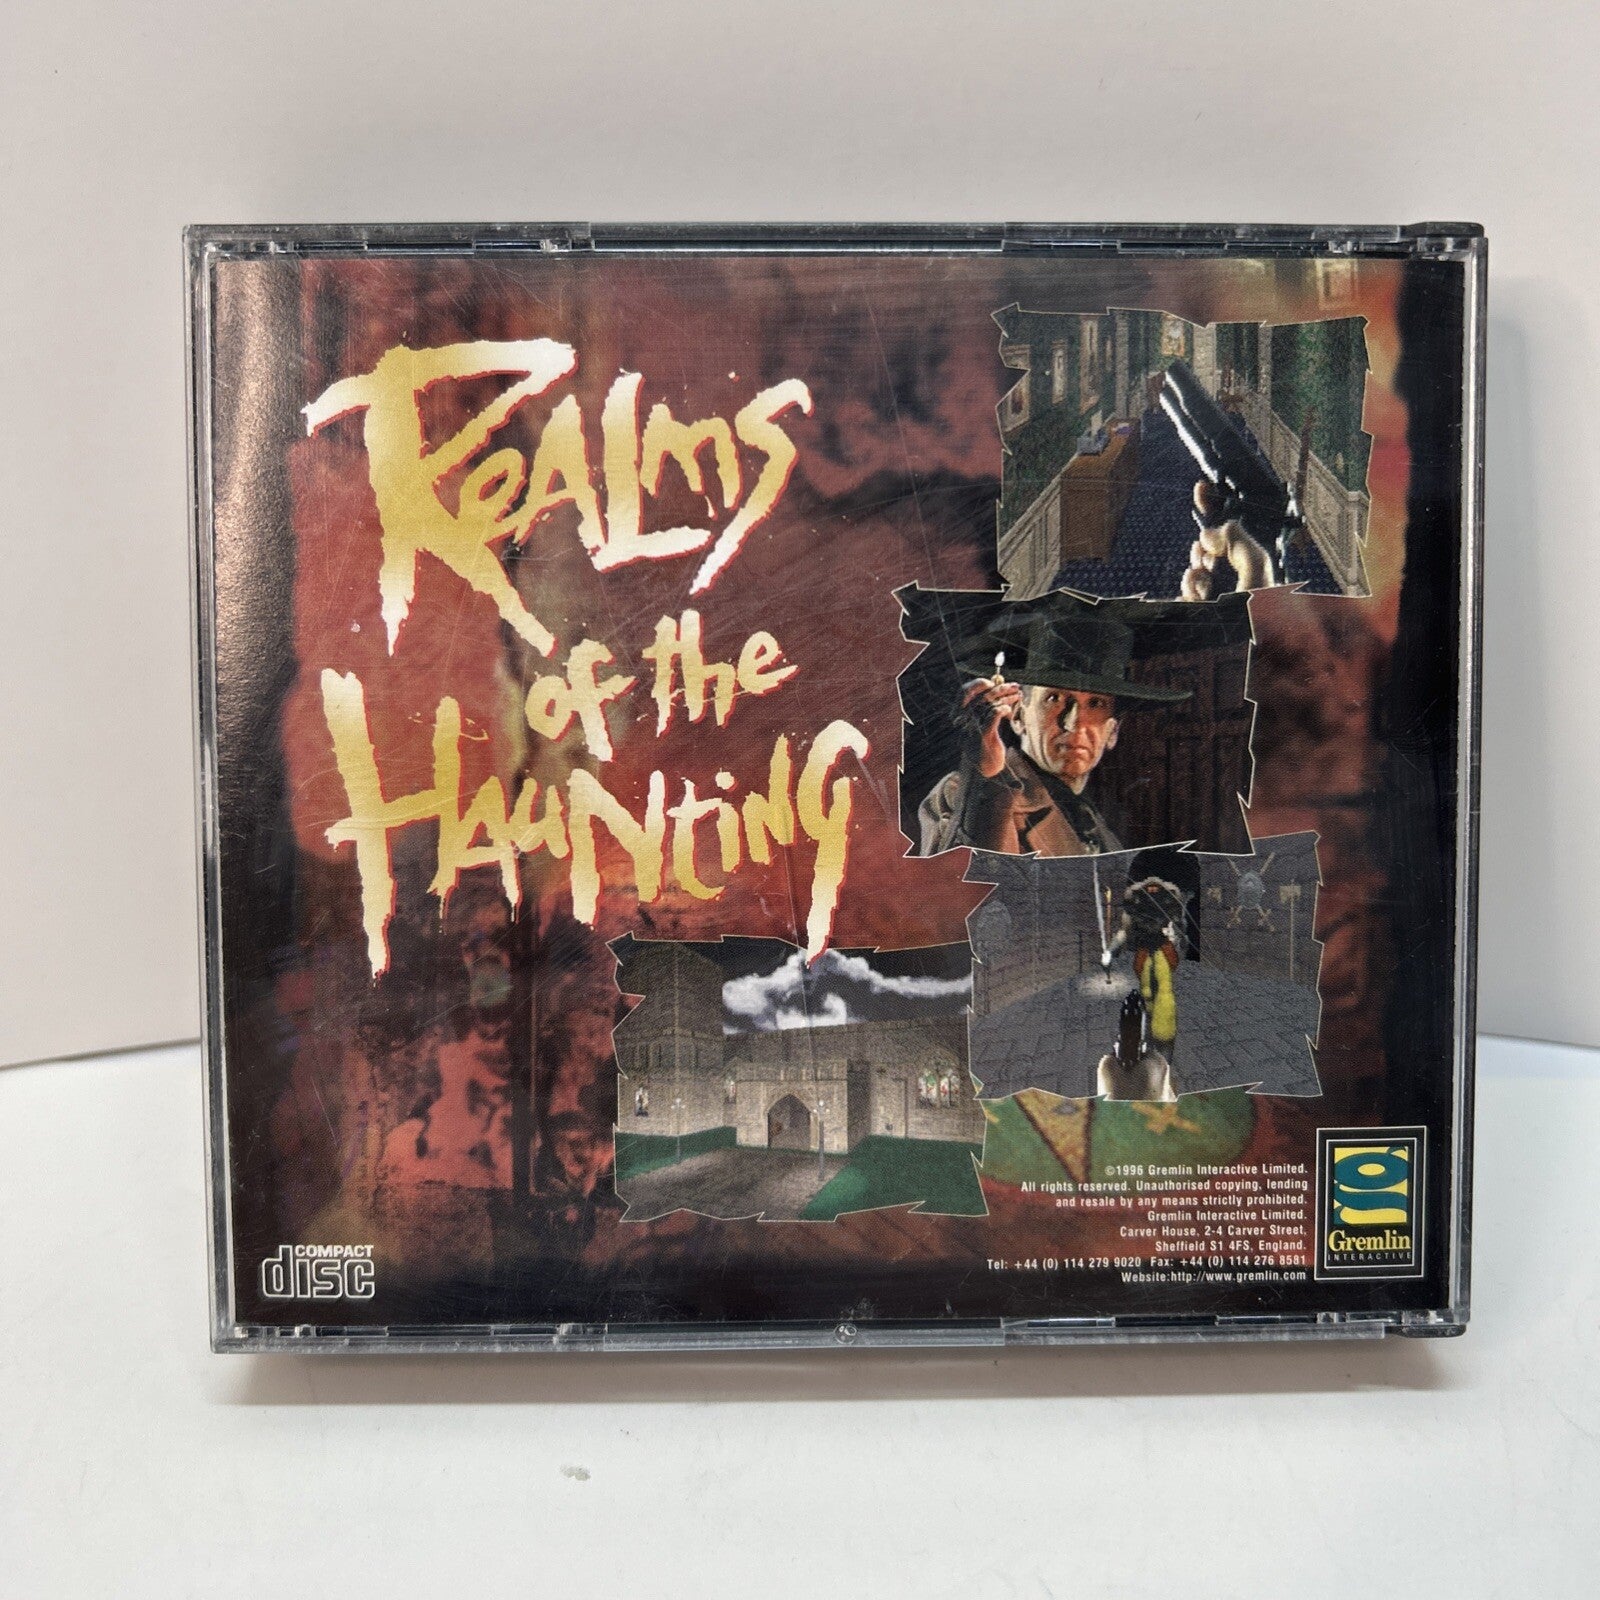 Realms
of the
Haunting
©1996 Gremlin Interactive Limited.
All rights reserved. Unauthorised copying, lending
and resale by any means strictly prohibited.
Gremlin Interactive Limited.
Carver House, 2-4 Carver Street,
Sheffield S1 4FS, England.
Tel: +44 (0) 114 279 9020 Fax: +44 (0) 114 276 8581
Website:http://www.gremlin.com
Gremlin
INTERACTIVE
COMPACT
disc